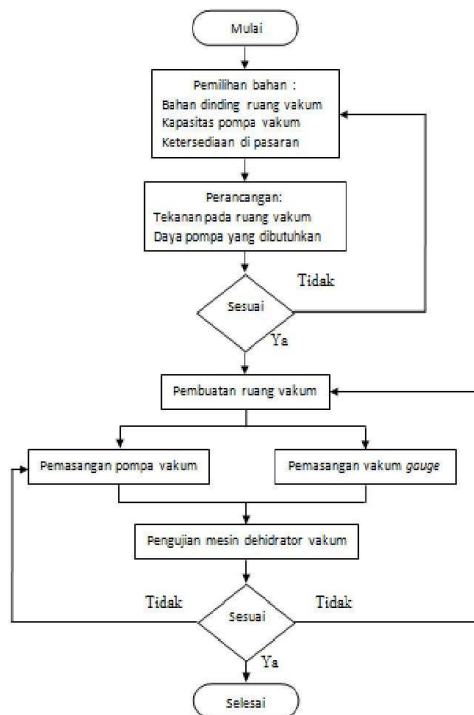 Mulai
Pemilihan bahan :
Bahan dinding ruang vakum
Kapasitas pompa vakum
Ketersediaan di pasaran
Perancangan:
Tekanan pada ruang vakum
Daya pompa yang dibutuhkan
Tidak
Sesuai
Ya
Pembuatan ruang vakum
Pemasangan pompa vakum
Pemasangan vakum gauge
Pengujian mesin dehidrator vakum
Tidak
Tidak
Sesuai
Ya
Selesai